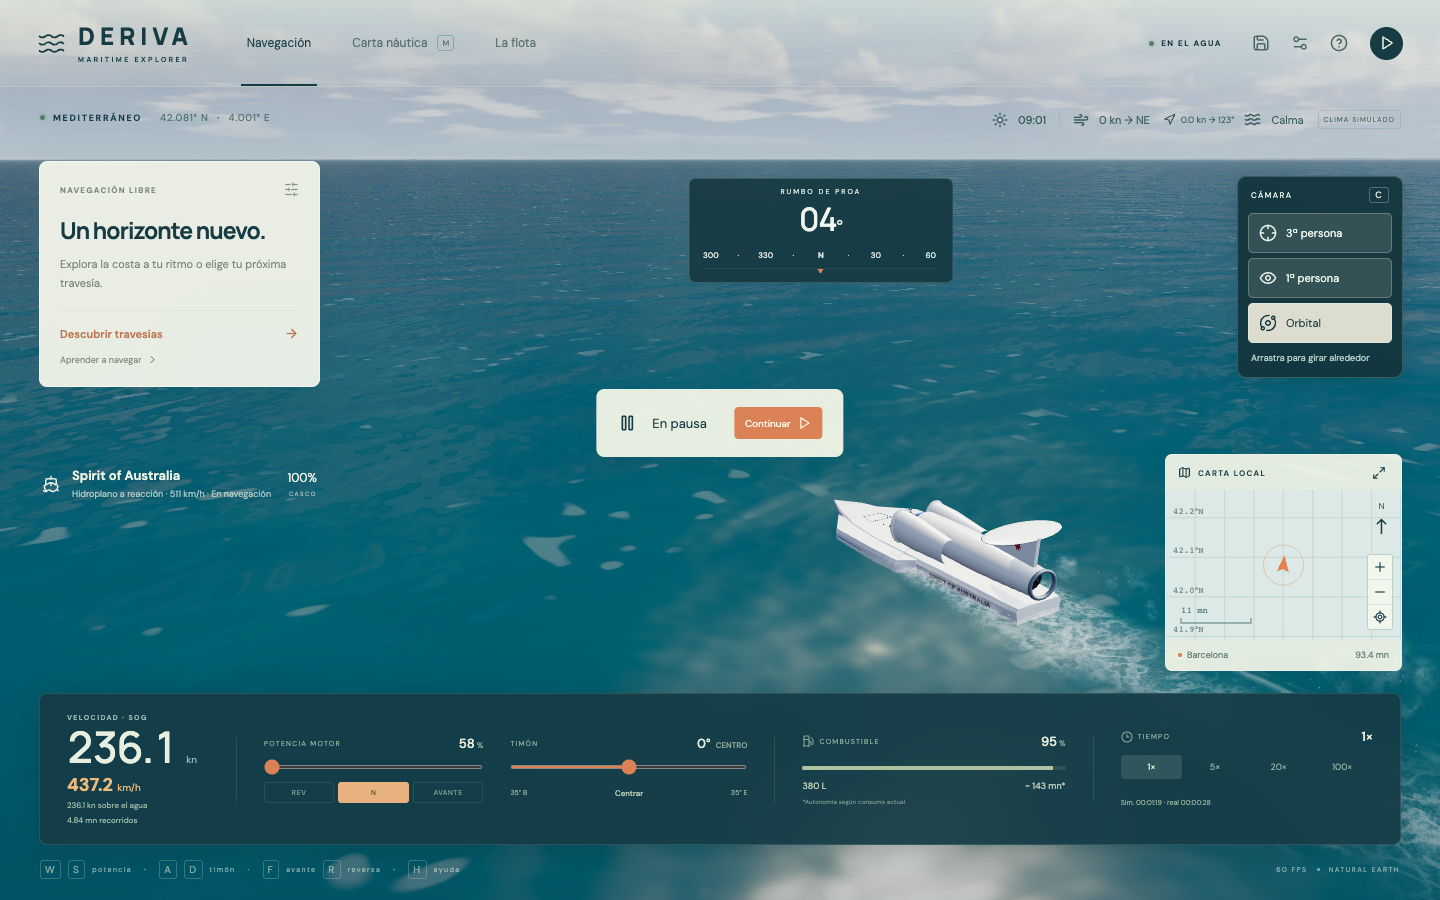 DERIVA
MARITIME EXPLORER
Navegación
Carta náutica M
La flota
EN EL AGUA
MEDITERRÁNEO 42.081° N · 4.001° E
09:01
0 kn → NE
0.0 kn → 123°
Calma
CLIMA SIMULADO
NAVEGACIÓN LIBRE
Un horizonte nuevo.
Explora la costa a tu ritmo o elige tu próxima
travesía.
Descubrir travesías →
Aprender a navegar >
RUMBO DE PROA
04°
300 · 330 · N · 30 · 60
CÁMARA C
3ª persona
1ª persona
Orbital
Arrastra para girar alrededor
En pausa
Continuar
Spirit of Australia
Hidroplano a reacción · 511 km/h · En navegación
100%
CASCO
SPIRIT OF AUSTRALIA
CARTA LOCAL
N
42.2°N
42.1°N
42.0°N
11 mn
41.9°N
+
−
Barcelona 93.4 mn
VELOCIDAD · SOG
236.1 kn
437.2 km/h
236.1 kn sobre el agua
4.84 mn recorridos
POTENCIA MOTOR 58 %
REV N AVANTE
TIMÓN 0° CENTRO
35° B Centrar 35° E
COMBUSTIBLE 95 %
380 L ~ 143 mn*
*Autonomía según consumo actual
TIEMPO 1×
1× 5× 20× 100×
Sim. 00:01:19 · real 00:00:28
W S potencia · A D timón · F avante R reversa · H ayuda
60 FPS • NATURAL EARTH